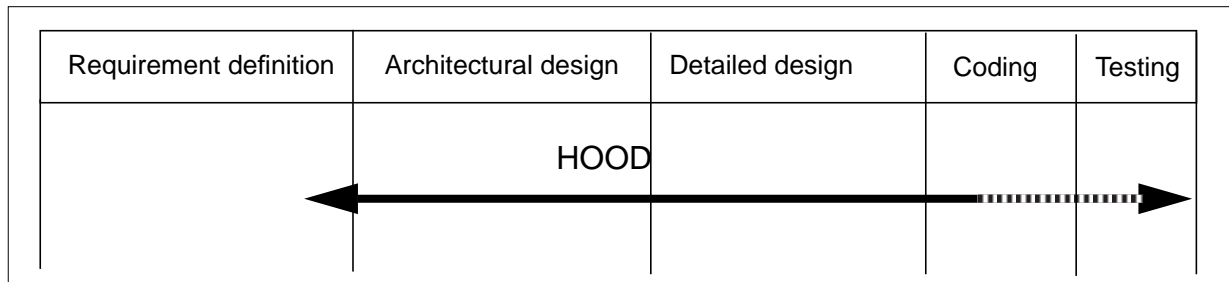 Requirement definition
Architectural design
Detailed design
Coding
Testing
HOOD